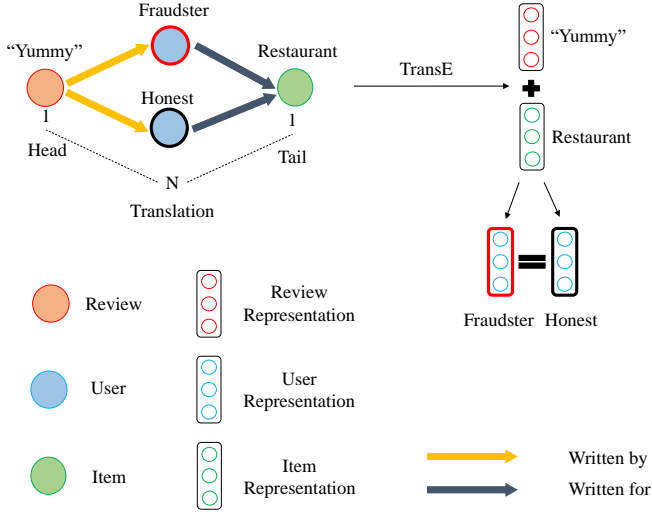 Fraudster
“Yummy”
Restaurant
“Yummy”
TransE
Honest
1
1
Head
Tail
Restaurant
N
Translation
Fraudster
Honest
Review
Review
Representation
User
User
Representation
Item
Item
Representation
Written by
Written for